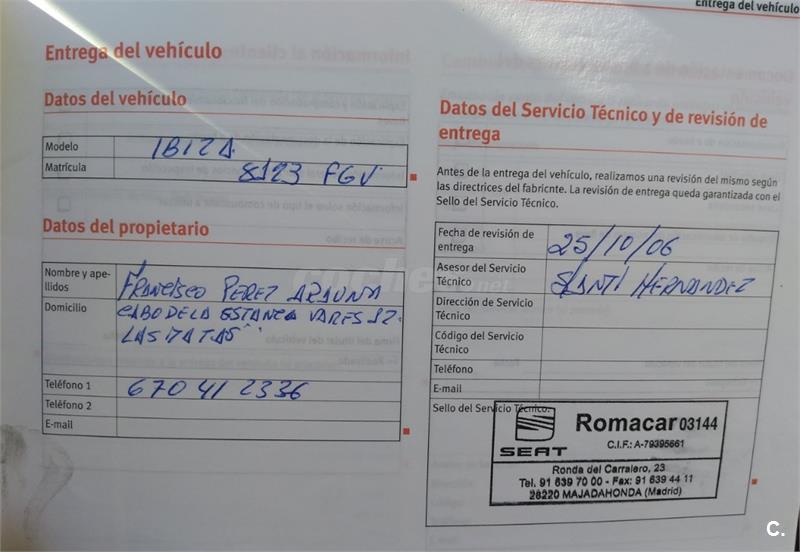 Entrega del vehículo
Entrega del vehículo
Datos del vehículo
Modelo IBIZA
Matrícula 8123 FGV
Datos del propietario
Nombre y ape-
llidos FRANCISCO PEREZ ARAUNA
Domicilio CABO DE LA ESTANCA VARES 12.
LAS MATAS
Teléfono 1 670 41 2336
Teléfono 2
E-mail
Datos del Servicio Técnico y de revisión de
entrega
Antes de la entrega del vehículo, realizamos una revisión del mismo según
las directrices del fabricnte. La revisión de entrega queda garantizada con el
Sello del Servicio Técnico.
Fecha de revisión de
entrega 25/10/06
Asesor del Servicio
Técnico SANTI HERNANDEZ
Dirección de Servicio
Técnico
Código del Servicio
Técnico
Teléfono
E-mail
Sello del Servicio Técnico.
SEAT
Romacar 03144
C.I.F.: A-79395661
Ronda del Carralero, 23
Tel. 91 639 70 00 - Fax: 91 639 44 11
28220 MAJADAHONDA (Madrid)
coches.net
C.